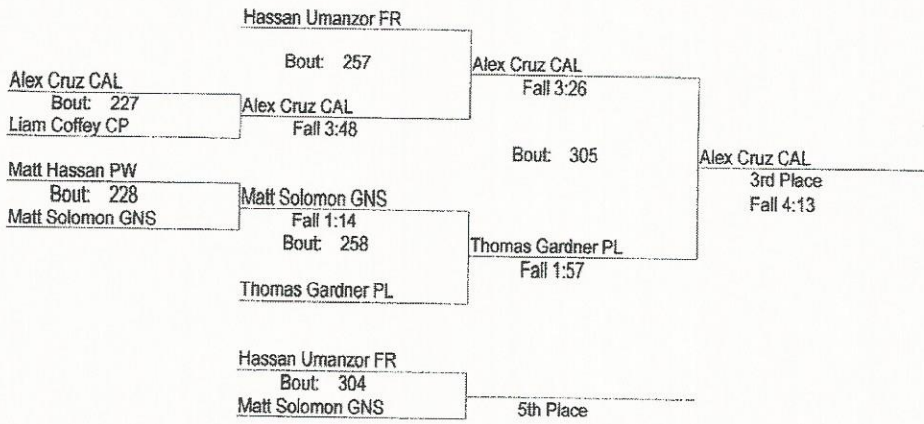 Hassan Umanzor FR
Bout: 257
Alex Cruz CAL
Fall 3:26
Alex Cruz CAL
Bout: 227
Liam Coffey CP
Alex Cruz CAL
Fall 3:48
Bout: 305
Alex Cruz CAL
3rd Place
Fall 4:13
Matt Hassan PW
Bout: 228
Matt Solomon GNS
Matt Solomon GNS
Fall 1:14
Bout: 258
Thomas Gardner PL
Fall 1:57
Thomas Gardner PL
Hassan Umanzor FR
Bout: 304
Matt Solomon GNS
5th Place